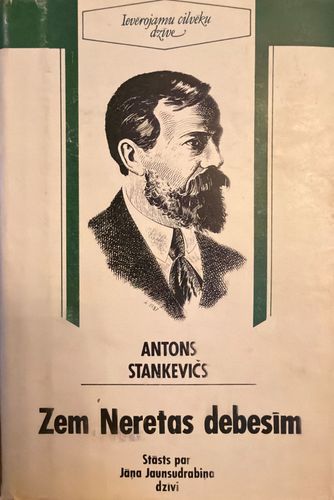 Ievērojamu cilvēku
dzīve
ANTONS
STANKEVIČS
Zem Neretas debesīm
Stāsts par
Jāņa Jaunsudrabiņa
dzīvi